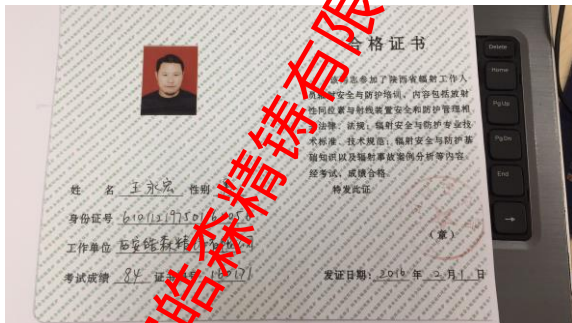 合格证书
志参加了陕西省辐射工作人
员辐射安全与防护培训。内容包括放射
性同位素与射线装置安全和防护管理相
法律、法规；辐射安全与防护专业技
术标准、技术规范；辐射安全与防护基
础知识以及辐射事故案例分析等内容。
经考试，成绩合格。
特发此证
姓 名 王永宏 性别
身份证号
工作单位 西安皓森精铸有限公司
考试成绩 84 证 160171
（章）
发证日期：2016 年 2 月 1 日
皓森精铸有限
Delete
Home
PgUp
PgDn
End
→